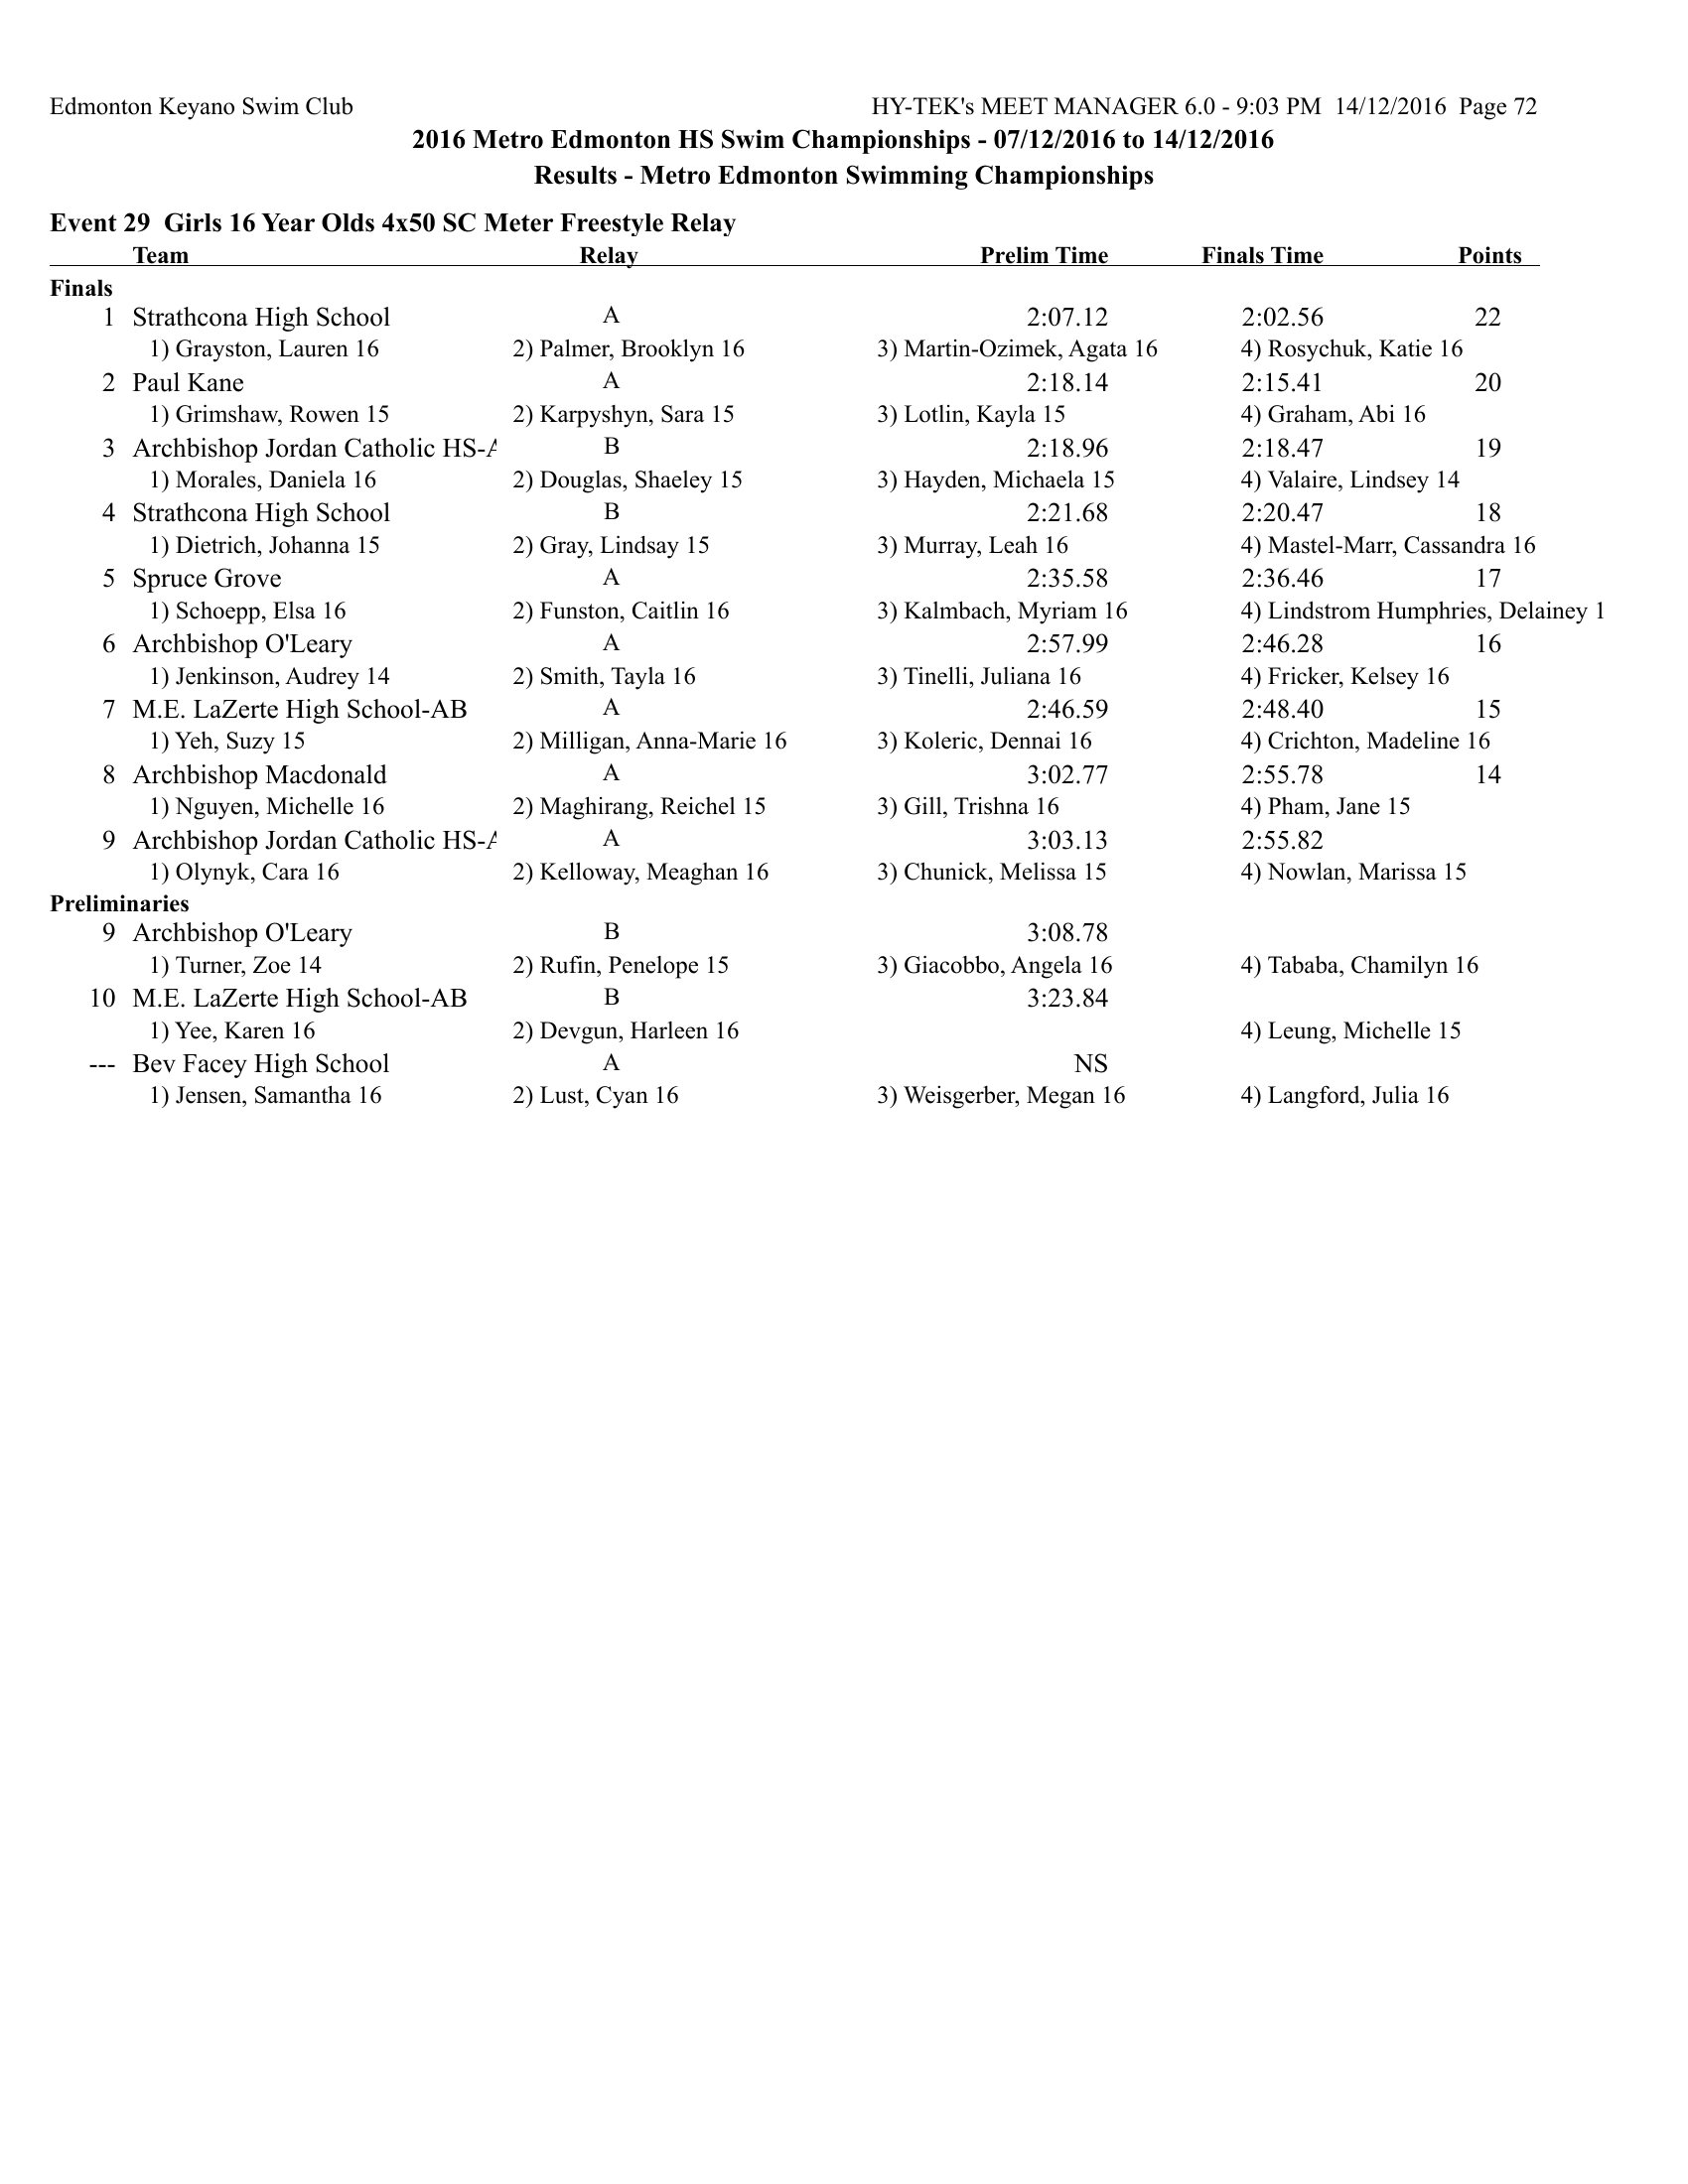 Edmonton Keyano Swim Club HY-TEK's MEET MANAGER 6.0 - 9:03 PM 14/12/2016 Page 72
2016 Metro Edmonton HS Swim Championships - 07/12/2016 to 14/12/2016
Results - Metro Edmonton Swimming Championships
Event 29 Girls 16 Year Olds 4x50 SC Meter Freestyle Relay
Team Relay Prelim Time Finals Time Points
Finals
1 Strathcona High School A 2:07.12 2:02.56 22
1) Grayston, Lauren 16 2) Palmer, Brooklyn 16 3) Martin-Ozimek, Agata 16 4) Rosychuk, Katie 16
2 Paul Kane A 2:18.14 2:15.41 20
1) Grimshaw, Rowen 15 2) Karpyshyn, Sara 15 3) Lotlin, Kayla 15 4) Graham, Abi 16
3 Archbishop Jordan Catholic HS-A B 2:18.96 2:18.47 19
1) Morales, Daniela 16 2) Douglas, Shaeley 15 3) Hayden, Michaela 15 4) Valaire, Lindsey 14
4 Strathcona High School B 2:21.68 2:20.47 18
1) Dietrich, Johanna 15 2) Gray, Lindsay 15 3) Murray, Leah 16 4) Mastel-Marr, Cassandra 16
5 Spruce Grove A 2:35.58 2:36.46 17
1) Schoepp, Elsa 16 2) Funston, Caitlin 16 3) Kalmbach, Myriam 16 4) Lindstrom Humphries, Delainey 1
6 Archbishop O'Leary A 2:57.99 2:46.28 16
1) Jenkinson, Audrey 14 2) Smith, Tayla 16 3) Tinelli, Juliana 16 4) Fricker, Kelsey 16
7 M.E. LaZerte High School-AB A 2:46.59 2:48.40 15
1) Yeh, Suzy 15 2) Milligan, Anna-Marie 16 3) Koleric, Dennai 16 4) Crichton, Madeline 16
8 Archbishop Macdonald A 3:02.77 2:55.78 14
1) Nguyen, Michelle 16 2) Maghirang, Reichel 15 3) Gill, Trishna 16 4) Pham, Jane 15
9 Archbishop Jordan Catholic HS-A A 3:03.13 2:55.82
1) Olynyk, Cara 16 2) Kelloway, Meaghan 16 3) Chunick, Melissa 15 4) Nowlan, Marissa 15
Preliminaries
9 Archbishop O'Leary B 3:08.78
1) Turner, Zoe 14 2) Rufin, Penelope 15 3) Giacobbo, Angela 16 4) Tababa, Chamilyn 16
10 M.E. LaZerte High School-AB B 3:23.84
1) Yee, Karen 16 2) Devgun, Harleen 16 4) Leung, Michelle 15
--- Bev Facey High School A NS
1) Jensen, Samantha 16 2) Lust, Cyan 16 3) Weisgerber, Megan 16 4) Langford, Julia 16